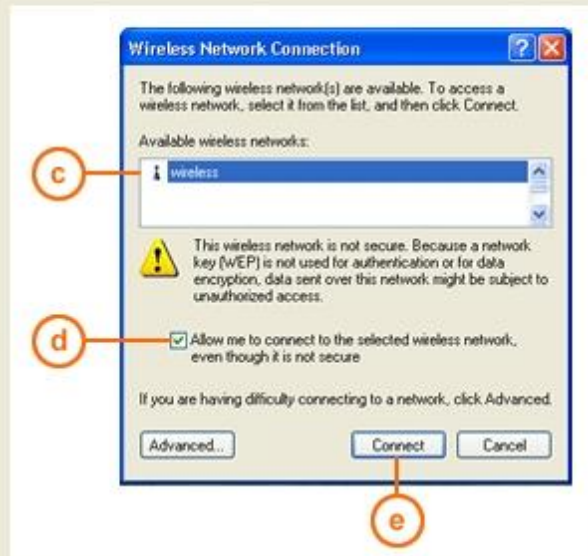 Wireless Network Connection
The following wireless network(s) are available. To access a
wireless network, select it from the list, and then click Connect.
Available wireless networks:
c
wireless
This wireless network is not secure. Because a network
key (WEP) is not used for authentication or for data
encryption, data sent over this network might be subject to
unauthorized access.
d
Allow me to connect to the selected wireless network,
even though it is not secure
If you are having difficulty connecting to a network, click Advanced.
Advanced... Connect Cancel
e